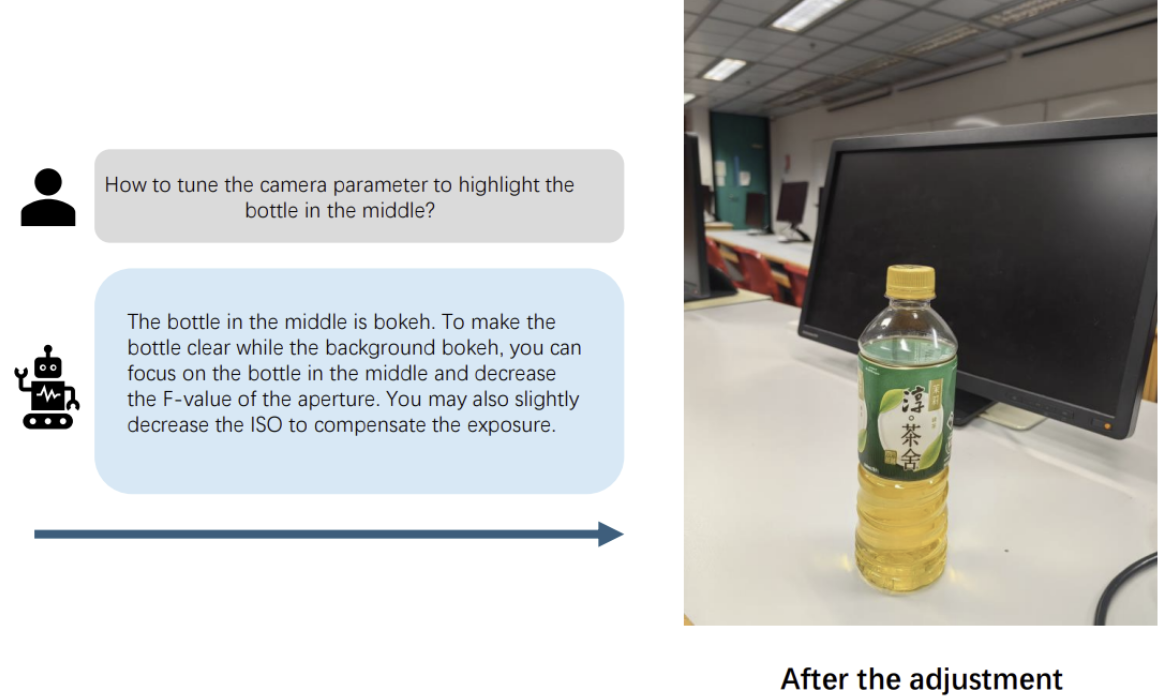 How to tune the camera parameter to highlight the
bottle in the middle?
The bottle in the middle is bokeh. To make the
bottle clear while the background bokeh, you can
focus on the bottle in the middle and decrease
the F-value of the aperture. You may also slightly
decrease the ISO to compensate the exposure.
淳。茶舍
After the adjustment